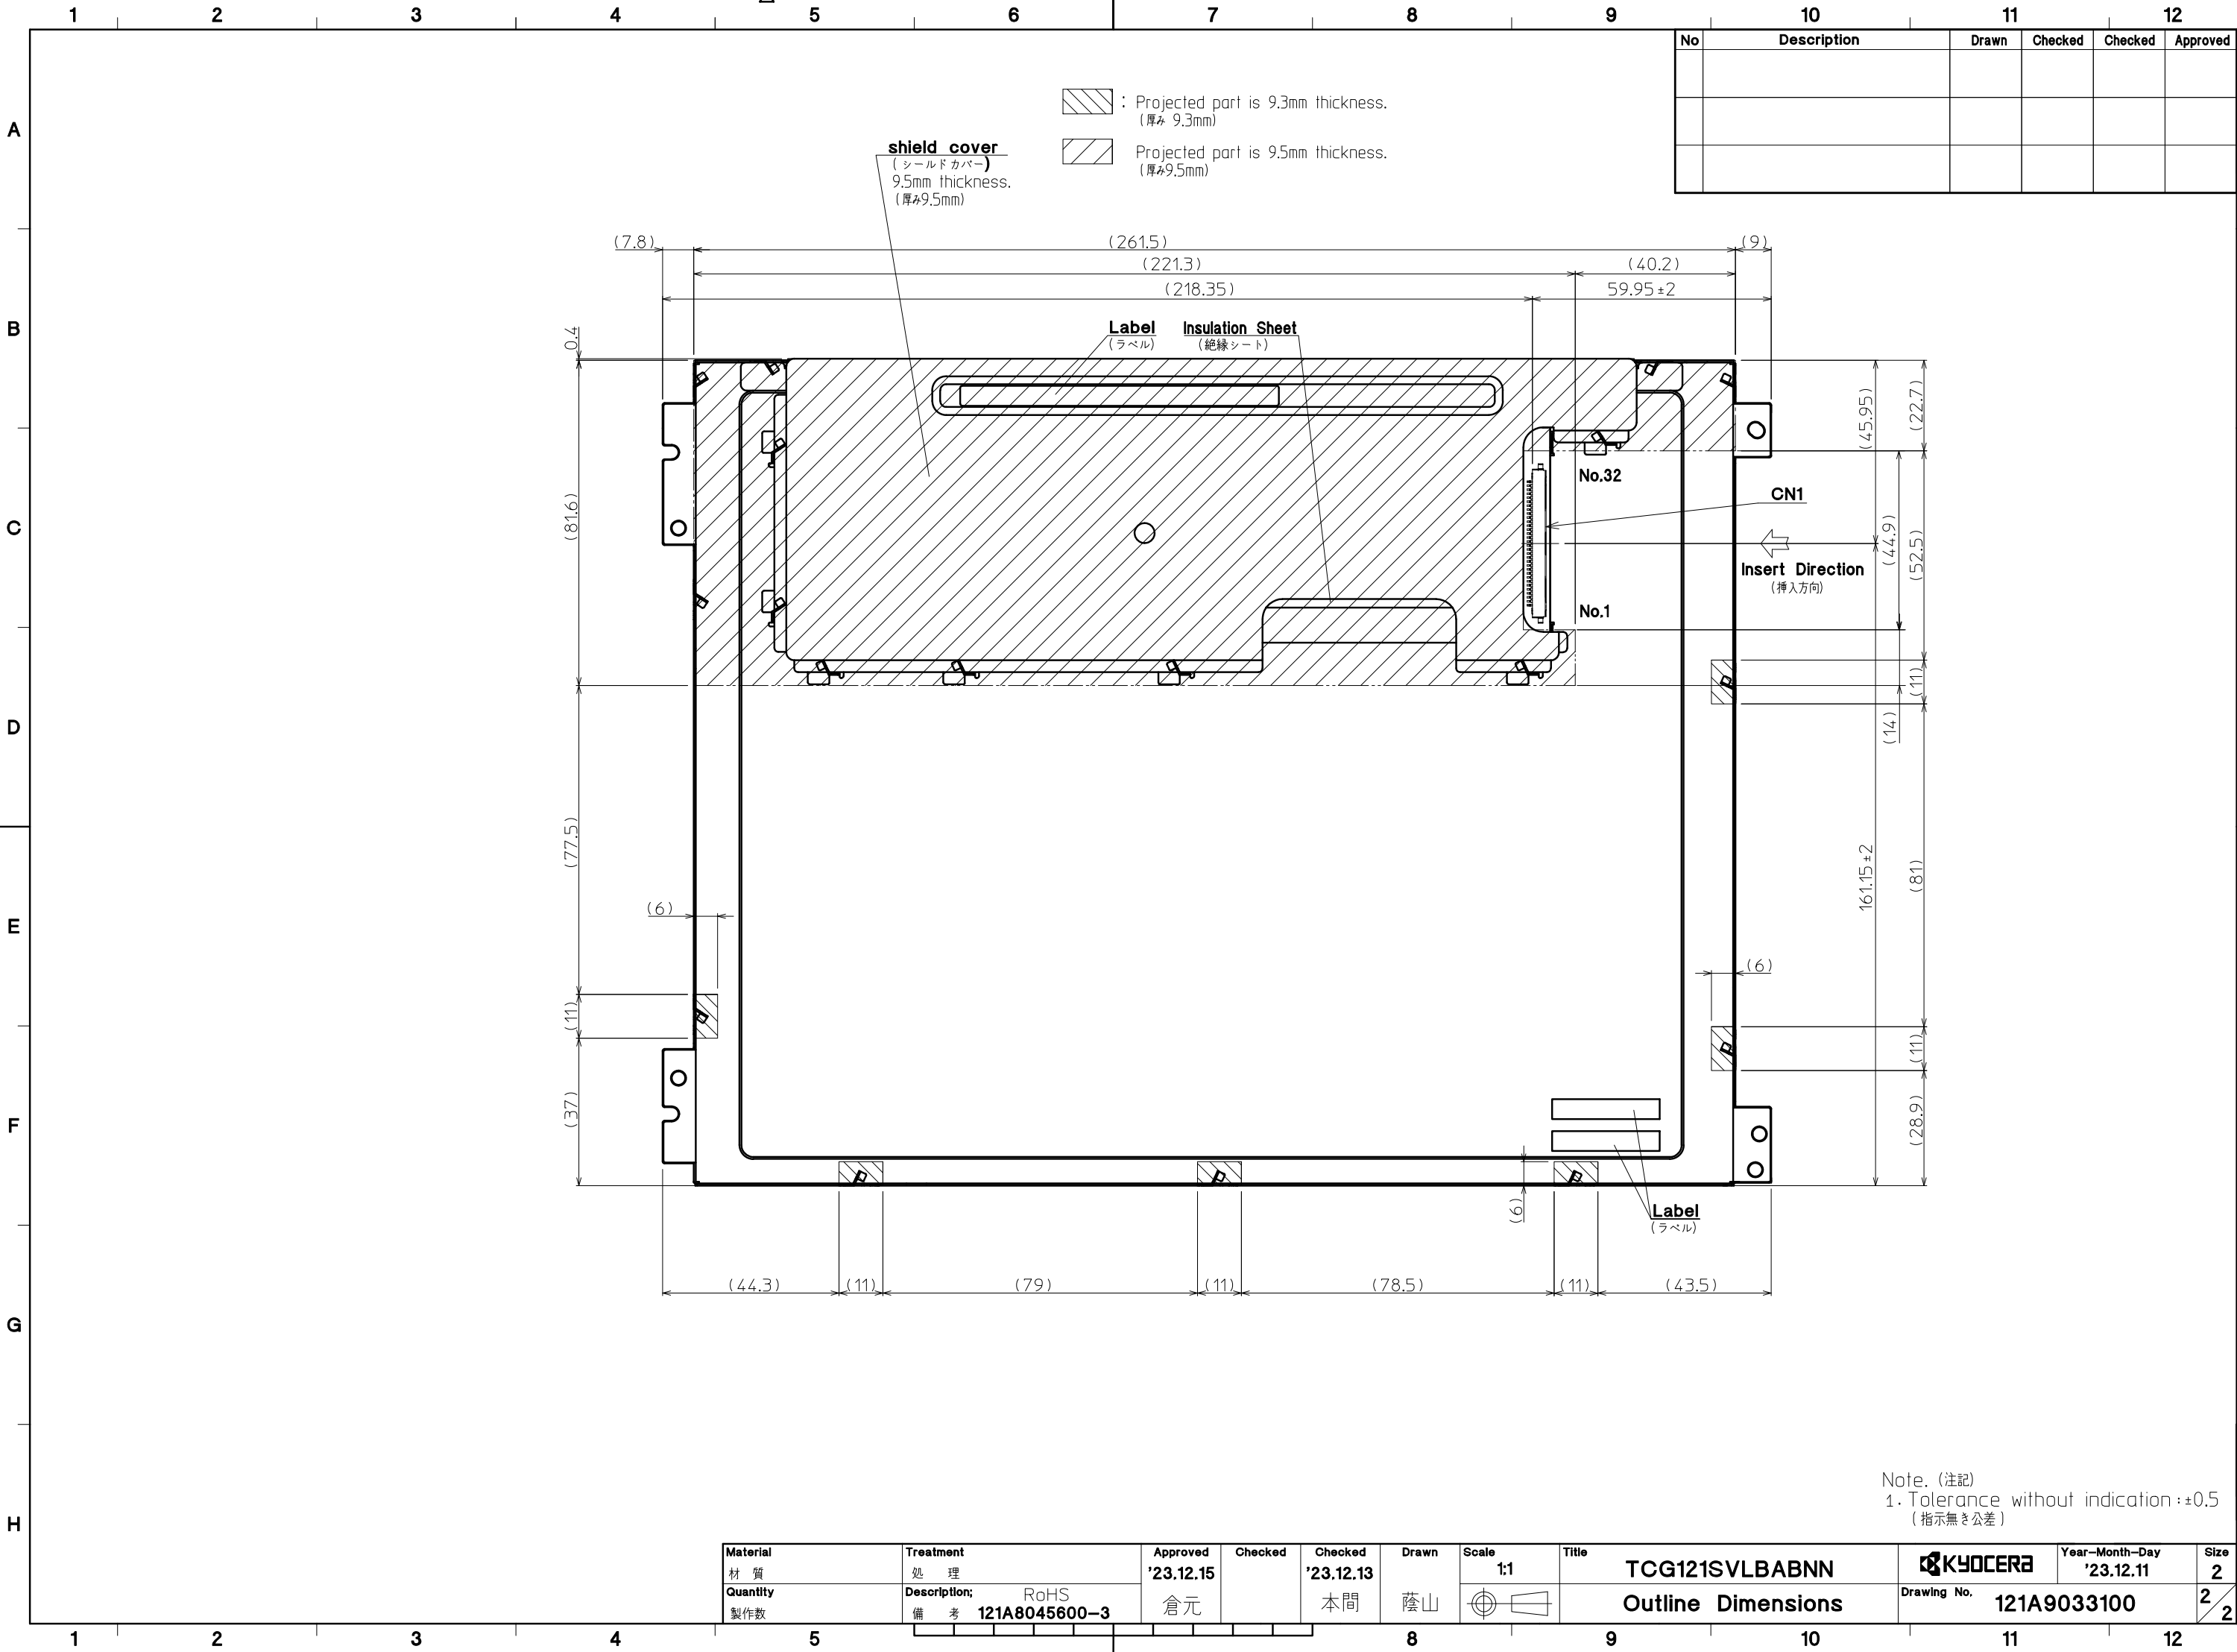 1 2 3 4 5 6 7 8 9 10 11 12
A
B
C
D
E
F
G
H
No Description Drawn Checked Checked Approved
: Projected part is 9.3mm thickness.
(厚み 9.3mm)
Projected part is 9.5mm thickness.
(厚み9.5mm)
shield cover
(シールドカバー)
9.5mm thickness.
(厚み9.5mm)
(7.8) (261.5) (9)
(221.3) (40.2)
(218.35) 59.95±2
Label
(ラベル)
Insulation Sheet
(絶縁シート)
0.4
(81.6)
(77.5)
(11)
(37)
(6)
No.32
CN1
Insert Direction
(挿入方向)
No.1
(45.95)
161.15±2
(44.9)
(14)
(22.7)
(52.5)
(11)
(81)
(11)
(28.9)
(6)
(6)
Label
(ラベル)
(44.3) (11) (79) (11) (78.5) (11) (43.5)
Note. (注記)
1. Tolerance without indication : ±0.5
(指示無き公差)
Material
材 質
Quantity
製作数
Treatment
処 理
Description; RoHS
備 考 121A8045600-3
Approved
'23.12.15
倉元
Checked
Checked
'23.12.13
本間
Drawn
蔭山
Scale
1:1
Title
TCG121SVLBABNN
Outline Dimensions
KYOCERA
Year-Month-Day
'23.12.11
Size
2
Drawing No. 121A9033100
2/2
1 2 3 4 5 8 9 10 11 12